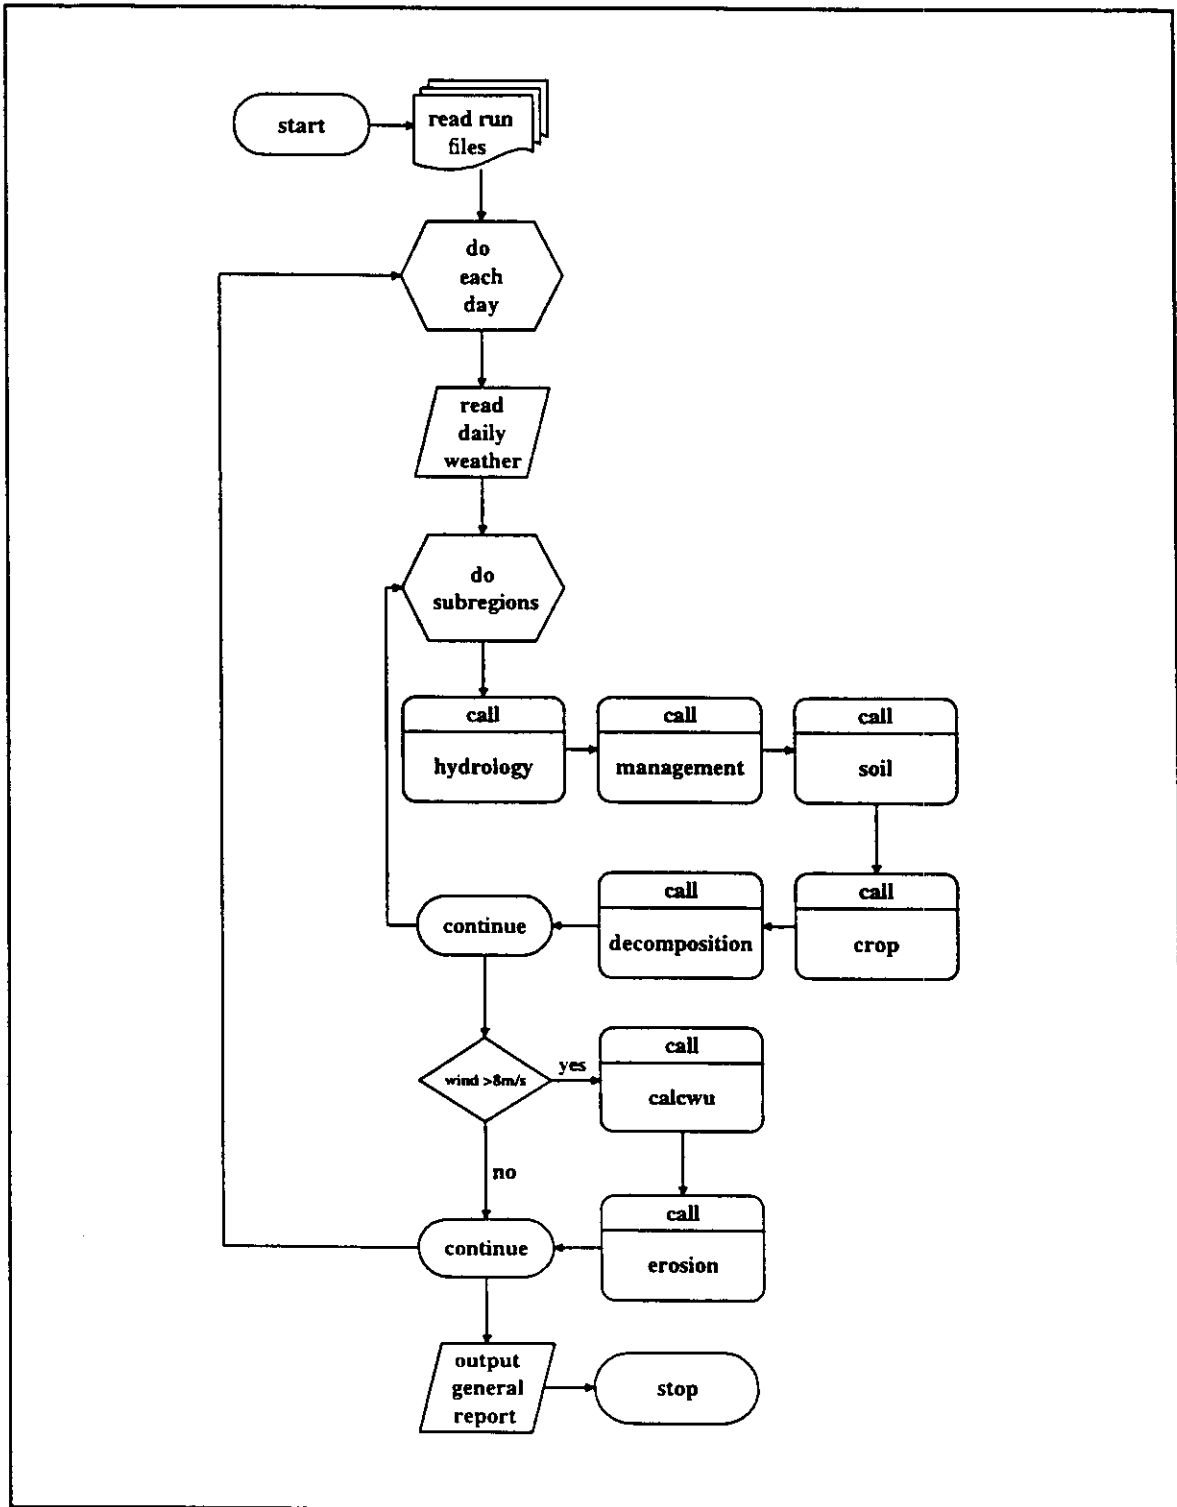 start
read run
files
do
each
day
read
daily
weather
do
subregions
call
hydrology
call
management
call
soil
call
crop
call
decomposition
continue
wind >8m/s
yes
call
calcwu
no
call
erosion
continue
output
general
report
stop